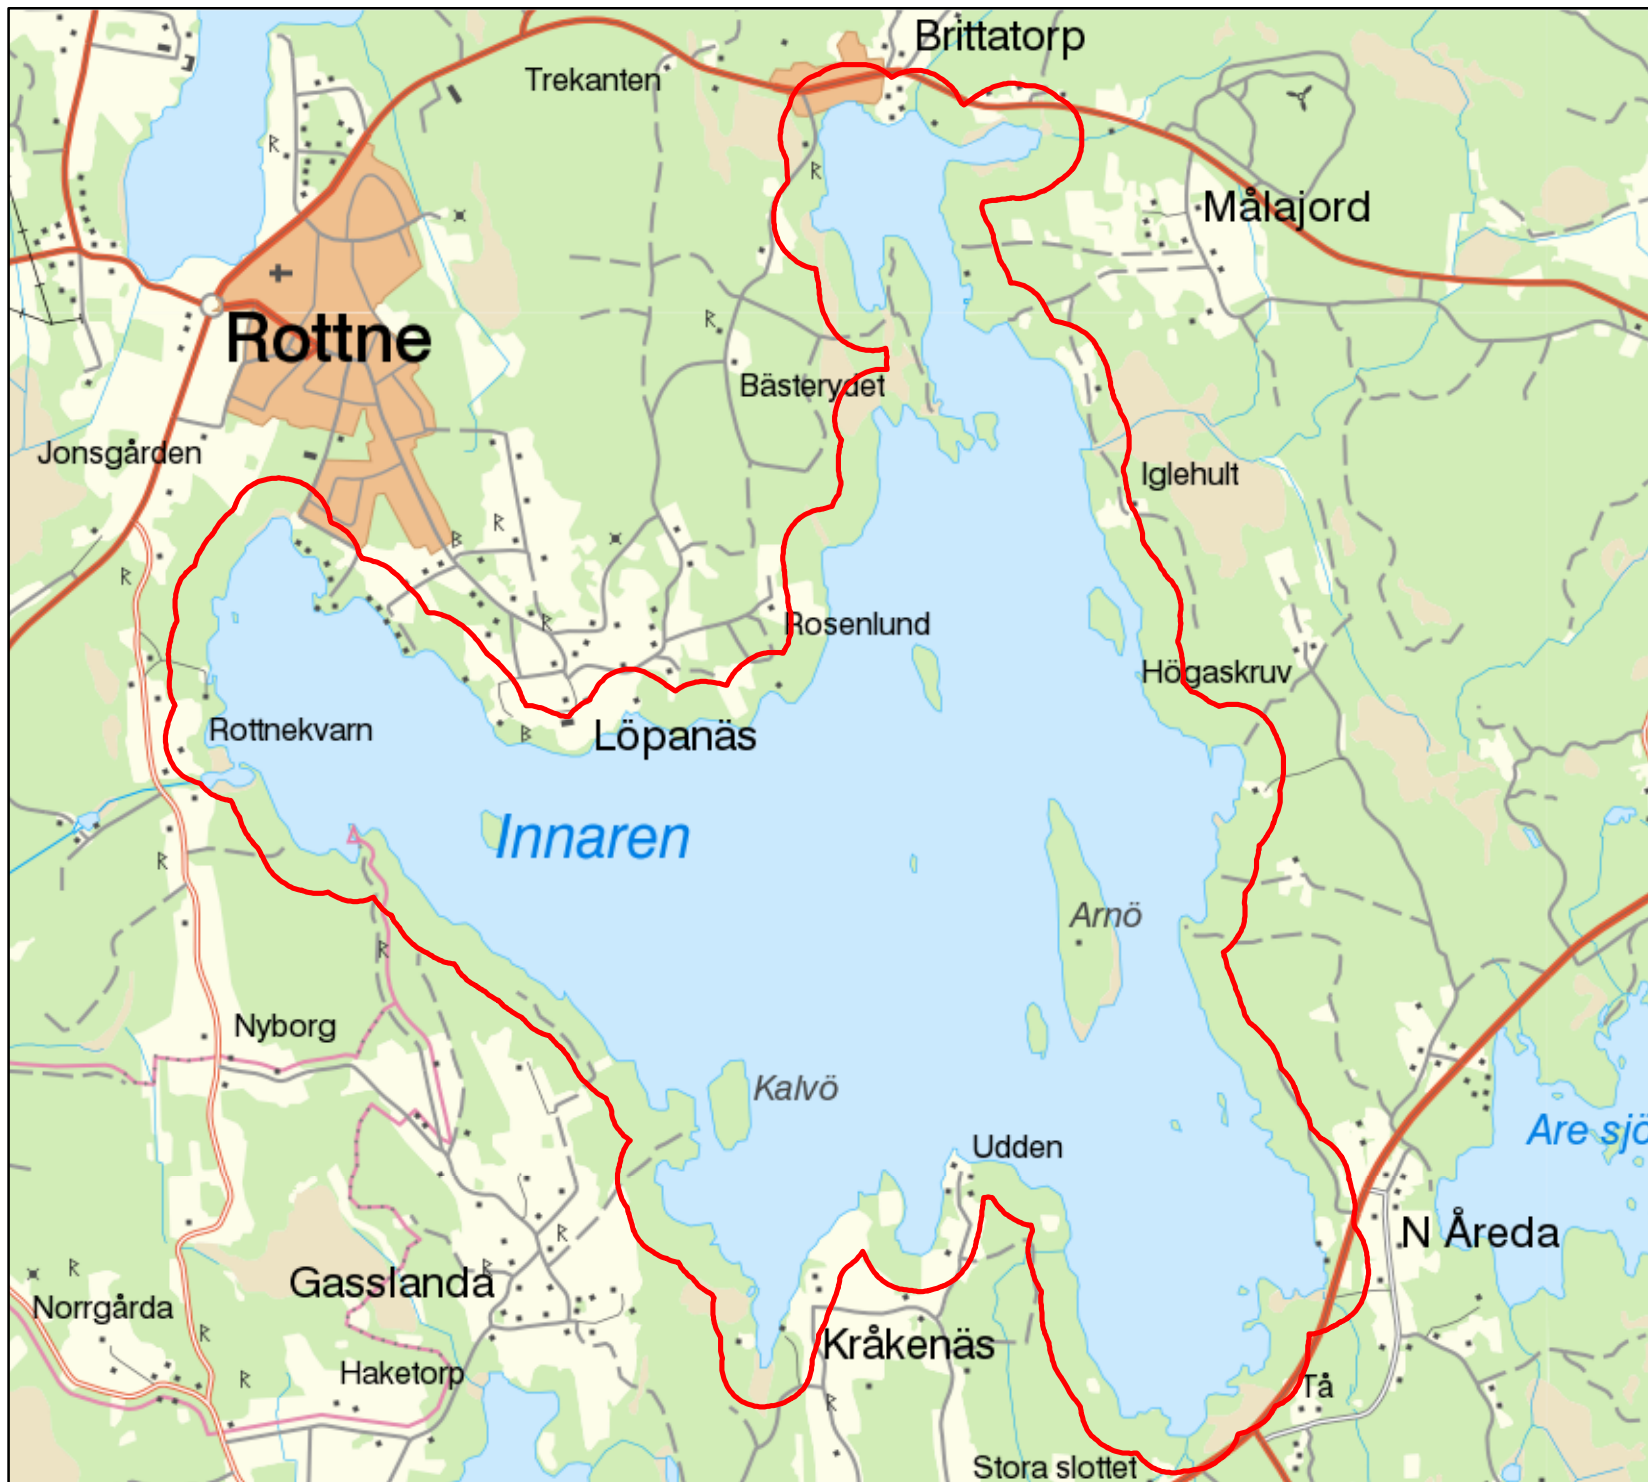 Brittatorp
Trekanten
Målajord
Rottne
Bästerydet
Jonsgården
Iglehult
Rosenlund
Högaskruv
Rottnekvarn
Löpanäs
Innaren
Arnö
Nyborg
Kalvö
Are sjö
Udden
N Åreda
Gasslanda
Norrgårda
Kråkenäs
Haketorp
Tå
Stora slottet
R
R
R
R
B
R
R
R
B
R
R
R
R
R
R
R
R
R